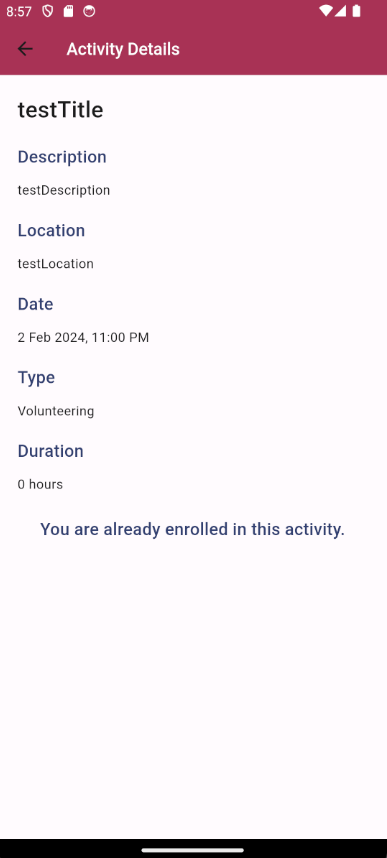 8:57
Activity Details
testTitle
Description
testDescription
Location
testLocation
Date
2 Feb 2024, 11:00 PM
Type
Volunteering
Duration
0 hours
You are already enrolled in this activity.